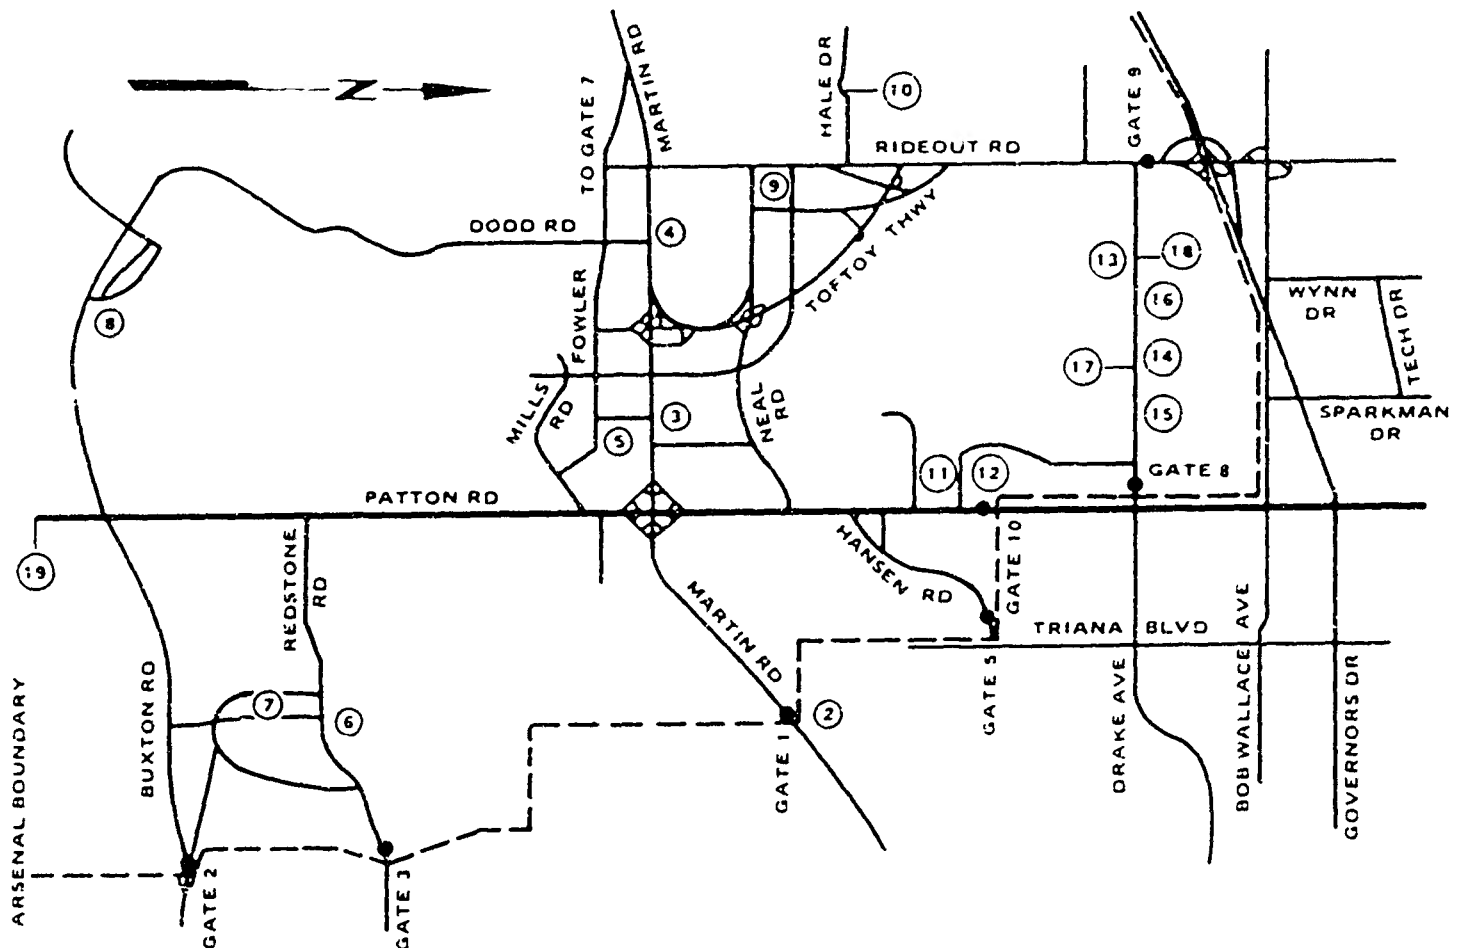 N
TO GATE 7
MARTIN RD
HALE DR
10
GATE 9
RIDEOUT RD
9
DODD RD
4
TOFTOY THWY
13
18
8
FOWLER
16
WYNN
DR
TECH DR
17
14
MILLS
RD
3
NEAL
RD
15
SPARKMAN
DR
5
11
12
GATE 8
PATTON RD
19
REDSTONE
RD
HANSEN RD
GATE 10
MARTIN RD
TRIANA BLVD
ARSENAL BOUNDARY
BUXTON RD
7
6
GATE 1
2
GATE 5
DRAKE AVE
BOB WALLACE AVE
GOVERNORS DR
GATE 2
GATE 3